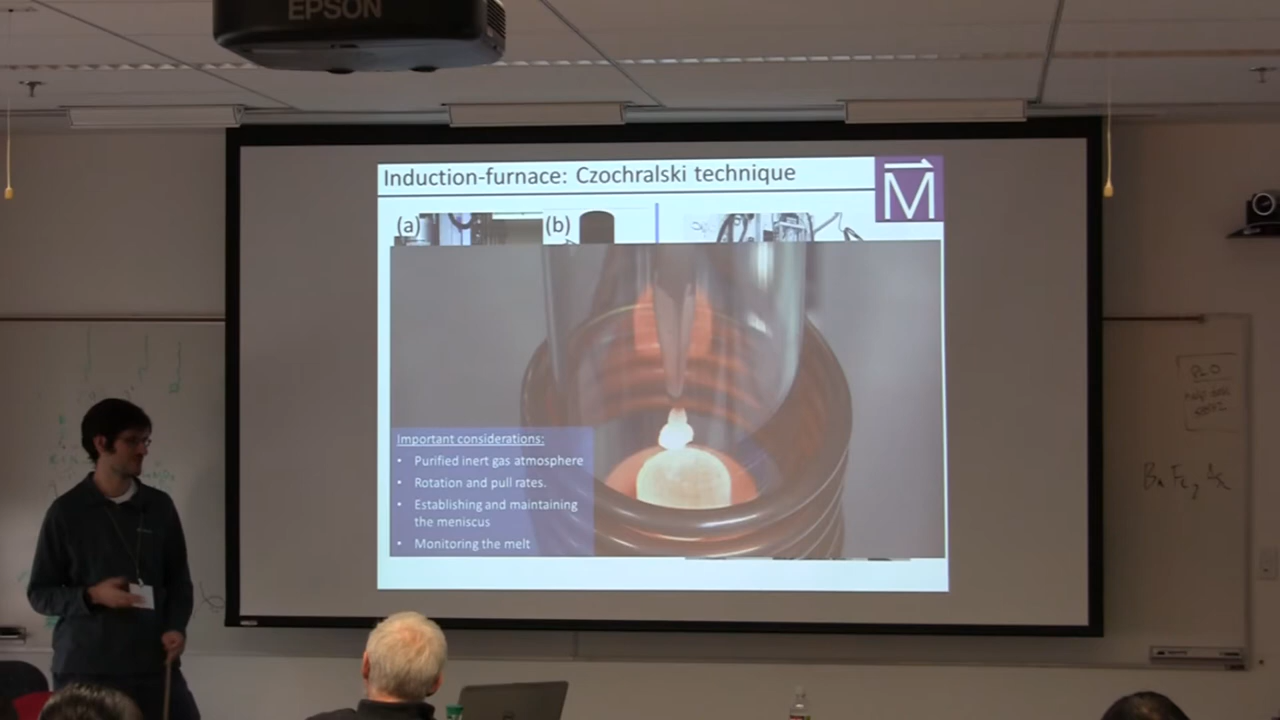 EPSON
Induction-furnace: Czochralski technique
M
(a)
(b)
Important considerations:
• Purified inert gas atmosphere
• Rotation and pull rates.
• Establishing and maintaining
the meniscus
• Monitoring the melt